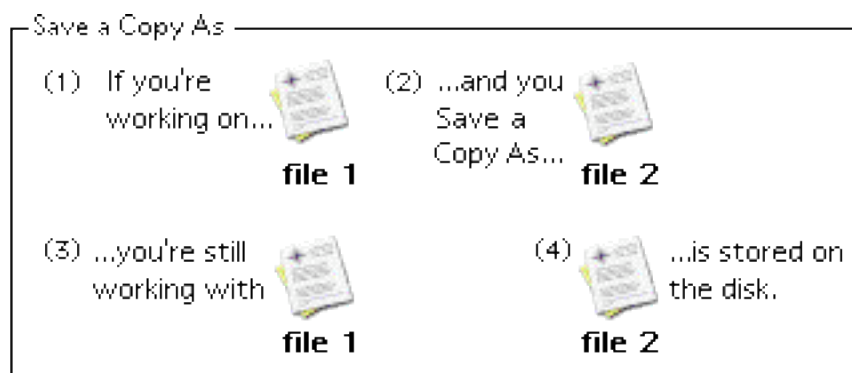 Save a Copy As
(1) If you're
working on...
file 1
(2) ...and you
Save a
Copy As...
file 2
(3) ...you're still
working with
file 1
(4) ...is stored on
the disk.
file 2